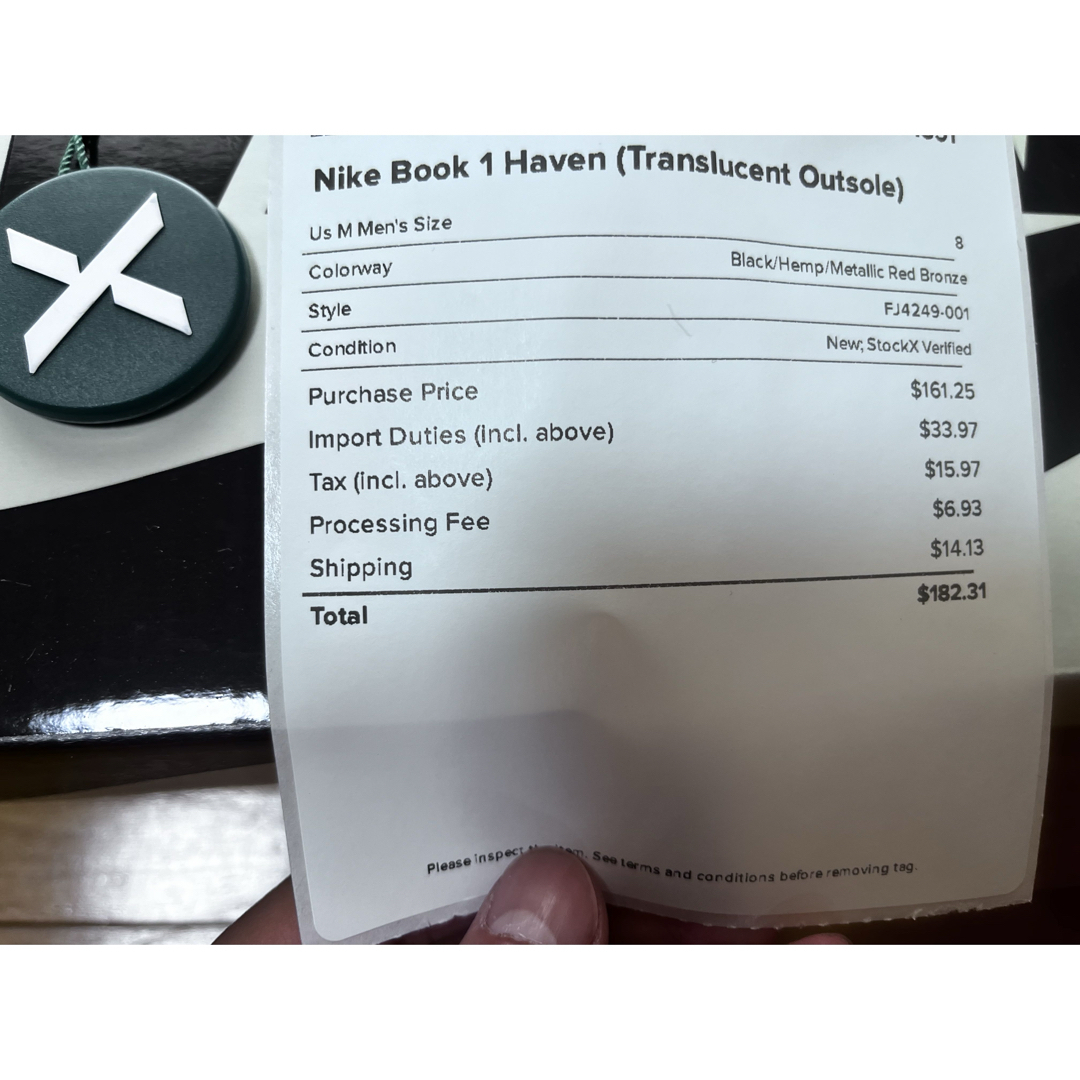 Nike Book 1 Haven (Translucent Outsole)
Us M Men's Size 8
Colorway Black/Hemp/Metallic Red Bronze
Style FJ4249-001
Condition New; StockX Verified
Purchase Price $161.25
Import Duties (incl. above) $33.97
Tax (incl. above) $15.97
Processing Fee $6.93
Shipping $14.13
Total $182.31
Please inspect item. See terms and conditions before removing tag.